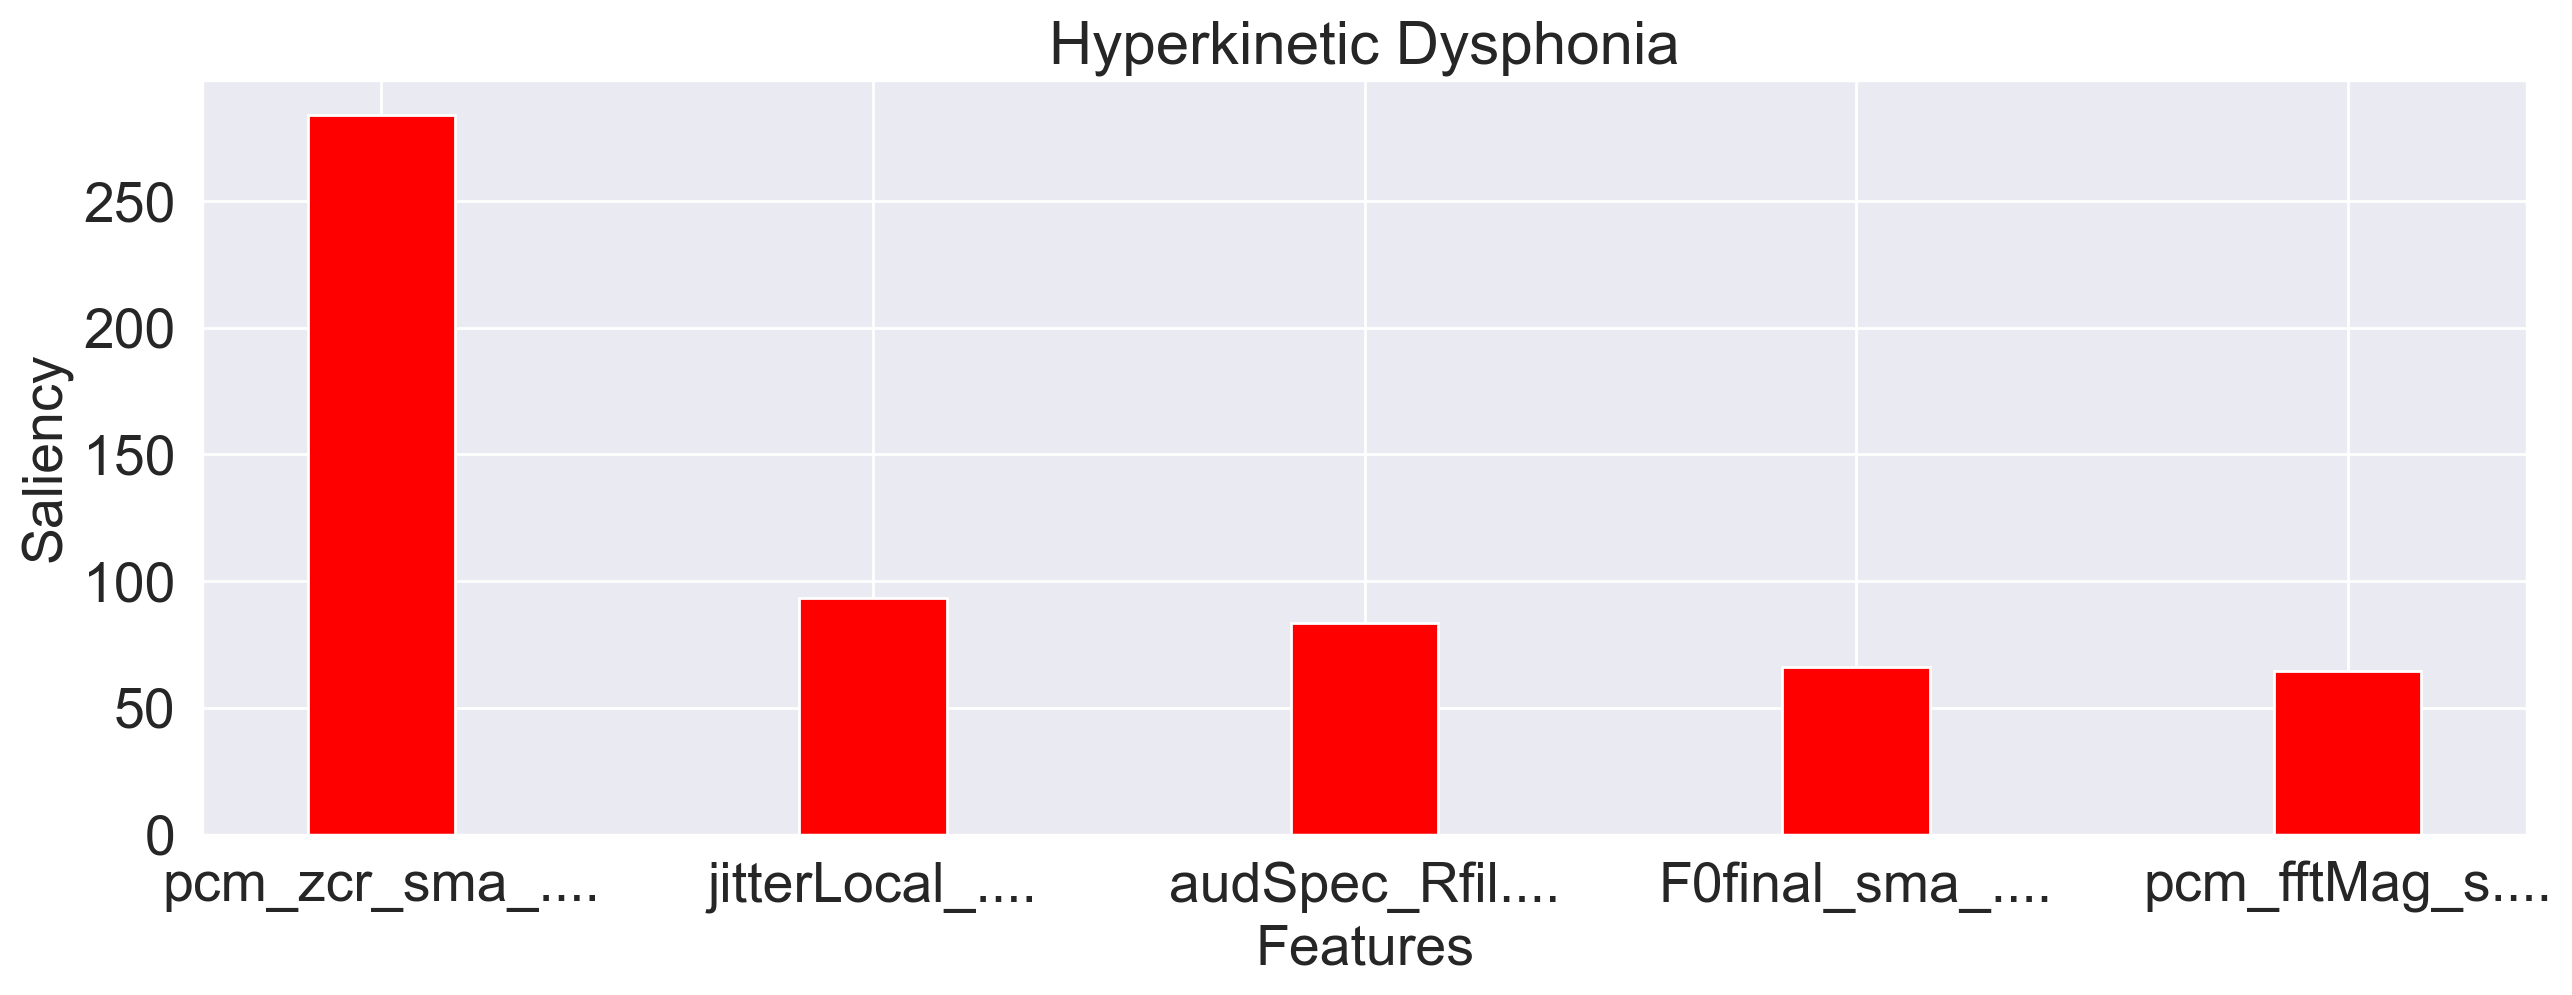 Hyperkinetic Dysphonia
Saliency
250
200
150
100
50
0
pcm_zcr_sma_.... jitterLocal_.... audSpec_Rfil.... F0final_sma_.... pcm_fftMag_s....
Features